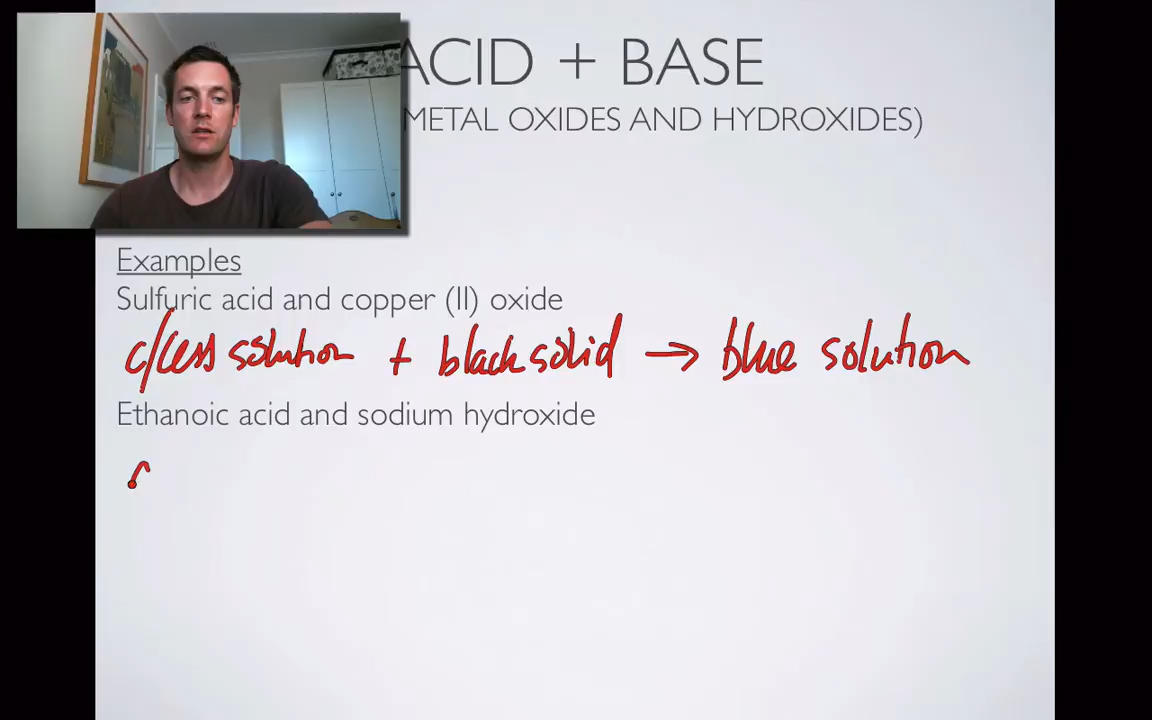 ACID + BASE
METAL OXIDES AND HYDROXIDES)
Examples
Sulfuric acid and copper (II) oxide
c/less solution + black solid → blue solution
Ethanoic acid and sodium hydroxide